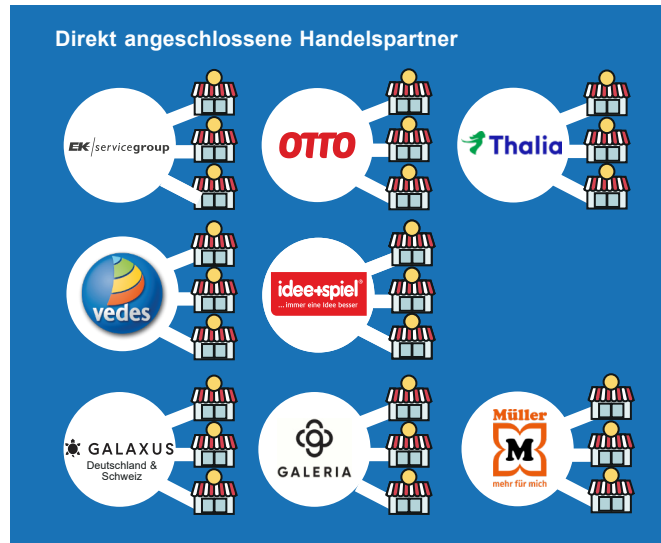 Direkt angeschlossene Handelspartner
EK/servicegroup
OTTO
Thalia
vedes
idee+spiel®
...immer eine Idee besser
GALAXUS
Deutschland &
Schweiz
GALERIA
Müller
M
mehr für mich